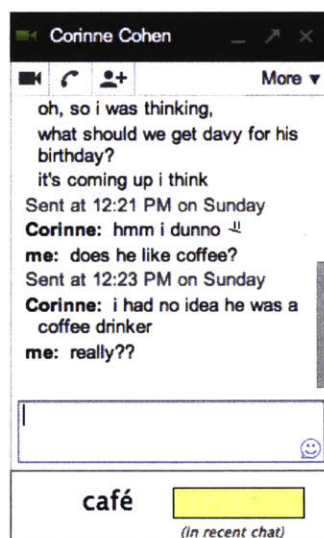 Corinne Cohen
More
oh, so i was thinking,
what should we get davy for his
birthday?
it's coming up i think
Sent at 12:21 PM on Sunday
Corinne: hmm i dunno
me: does he like coffee?
Sent at 12:23 PM on Sunday
Corinne: i had no idea he was a
coffee drinker
me: really??
café
(in recent chat)